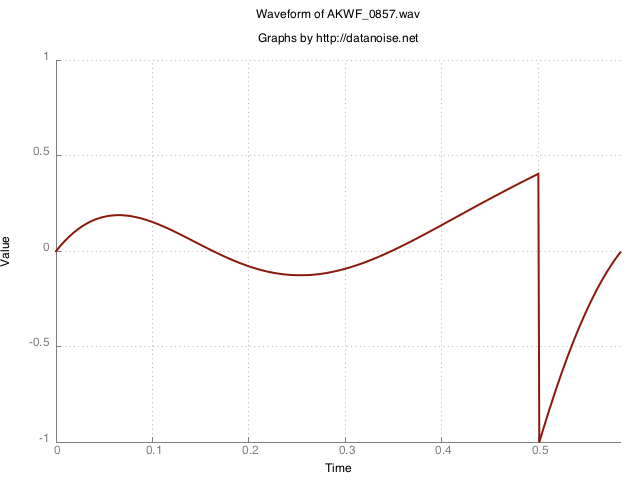 Waveform of AKWF_0857.wav
Graphs by http://datanoise.net
1
0.5
0
-0.5
-1
Value
0 0.1 0.2 0.3 0.4 0.5
Time